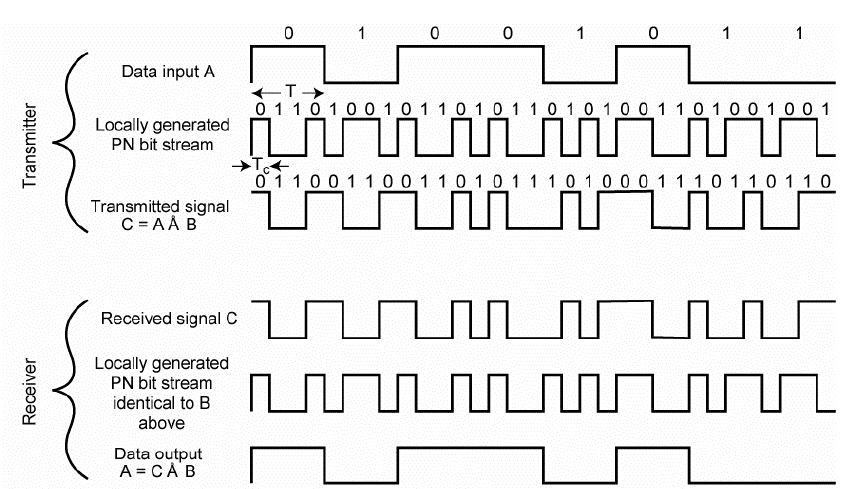 0 1 0 0 1 0 1 1
Data input A
T
0 1 1 0 1 0 0 1 0 1 1 0 1 0 1 1 0 1 0 1 0 0 1 1 0 1 0 0 1 0 0 1
Transmitter
Locally generated
PN bit stream
Tc
0 1 1 0 0 1 1 0 0 1 1 0 1 0 1 1 1 0 1 0 0 0 1 1 1 0 1 1 0 1 1 0
Transmitted signal
C = A Å B
Received signal C
Receiver
Locally generated
PN bit stream
identical to B
above
Data output
A = C Å B